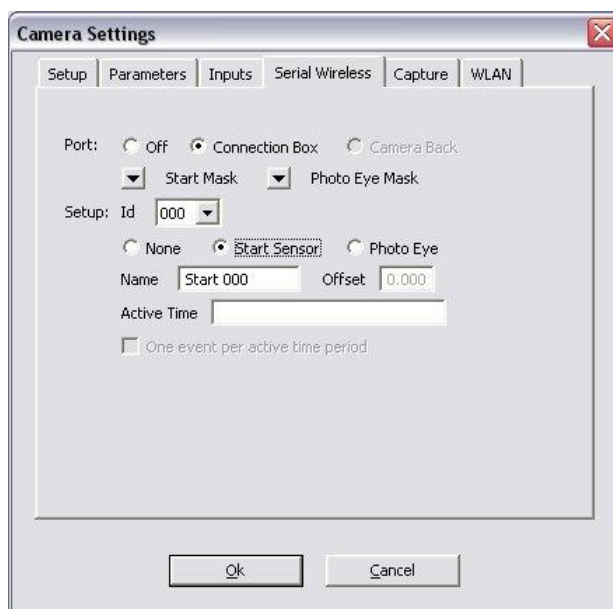 Camera Settings
Setup Parameters Inputs Serial Wireless Capture WLAN
Port: Off Connection Box Camera Back
Start Mask Photo Eye Mask
Setup: Id 000
None Start Sensor Photo Eye
Name Start 000 Offset 0.000
Active Time
One event per active time period
Ok Cancel